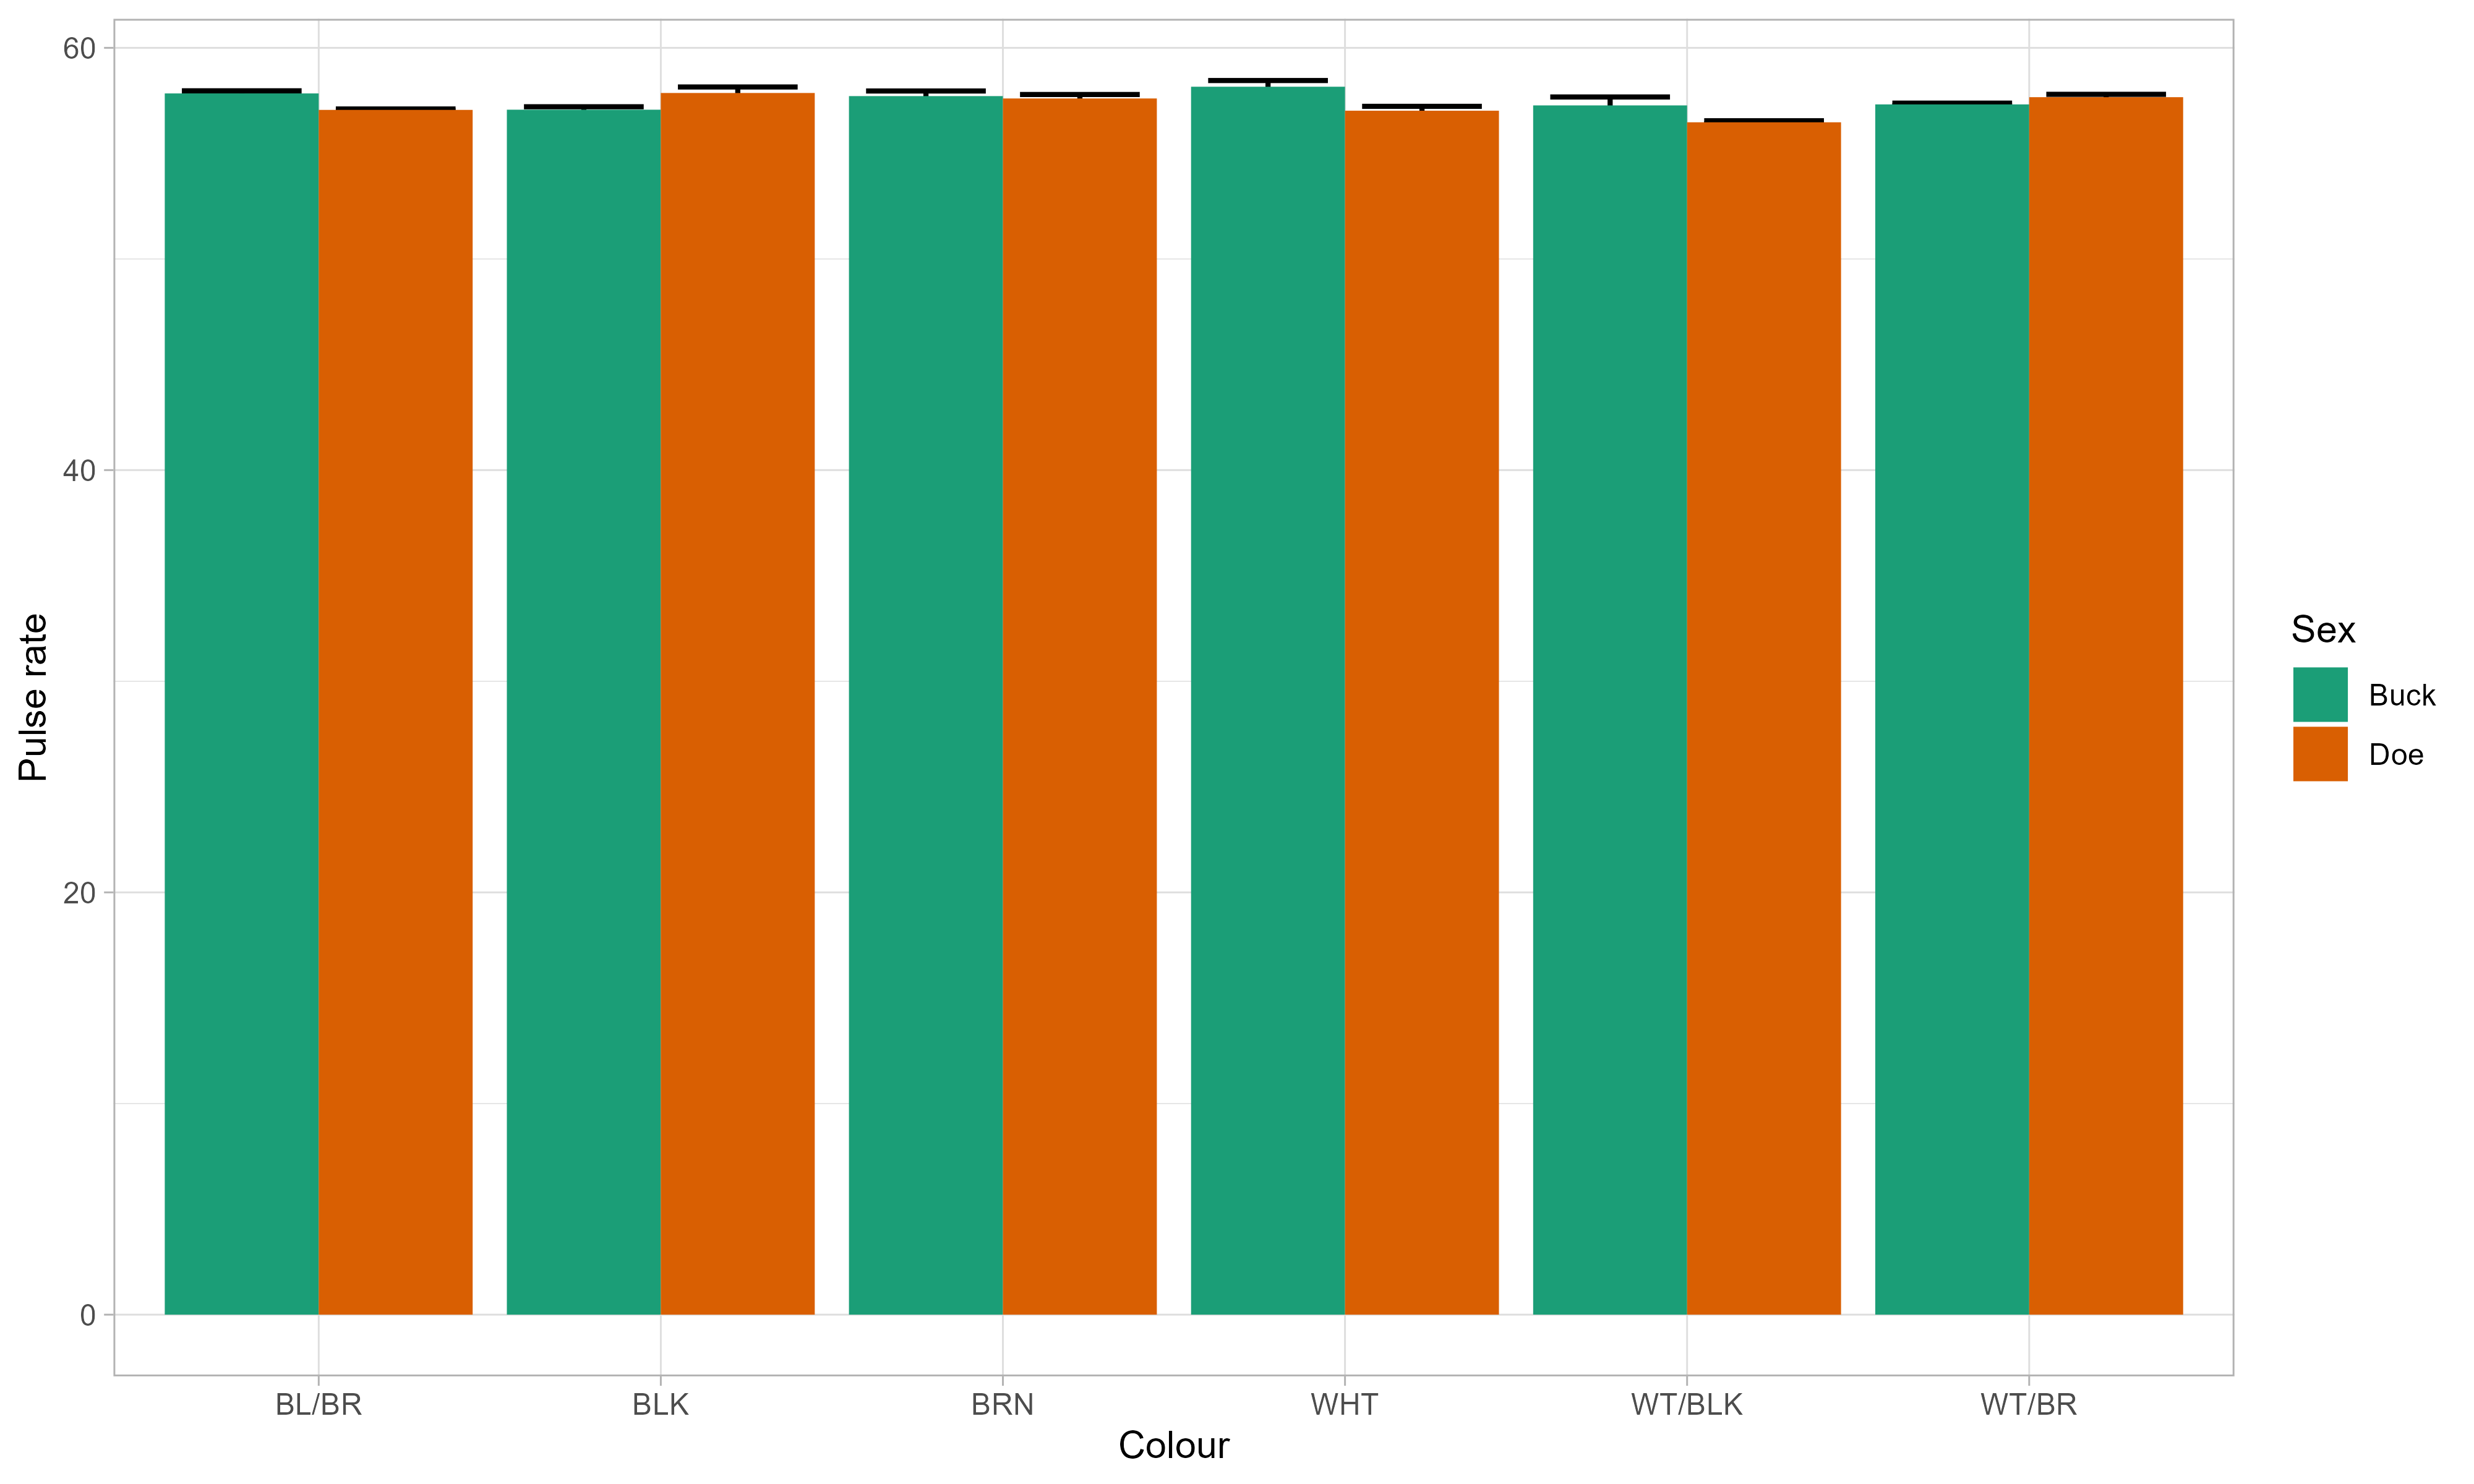 60
40
20
0
Pulse rate
BL/BR
BLK
BRN
WHT
WT/BLK
WT/BR
Colour
Sex
Buck
Doe